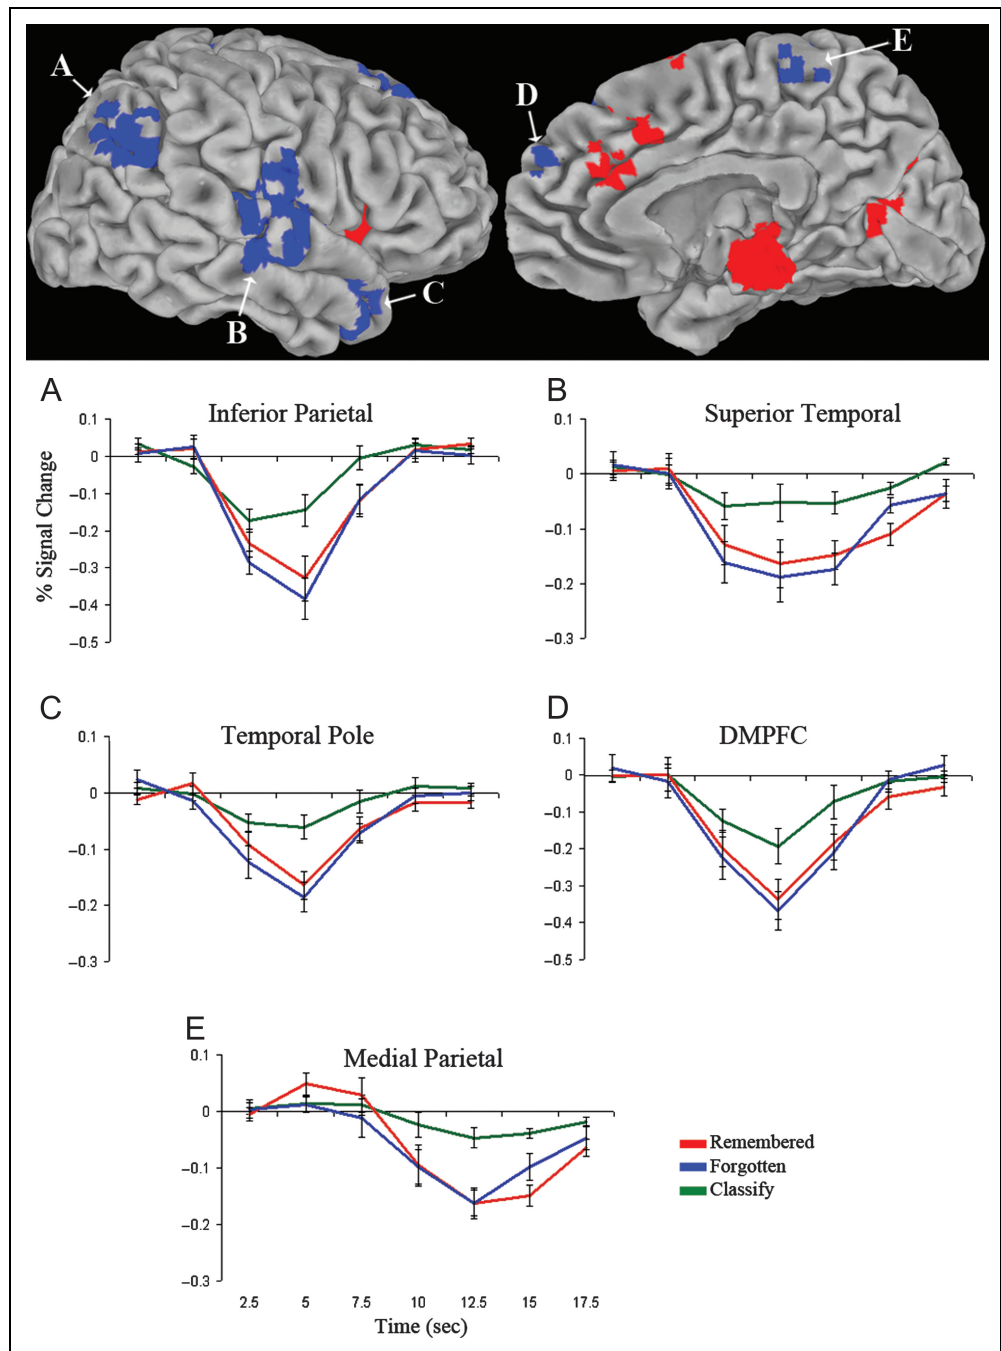 A
B
C
D
E
A
Inferior Parietal
% Signal Change
0.1
0
–0.1
–0.2
–0.3
–0.4
–0.5
B
Superior Temporal
0.1
0
–0.1
–0.2
–0.3
C
Temporal Pole
0.1
0
–0.1
–0.2
–0.3
D
DMPFC
0.1
0
–0.1
–0.2
–0.3
–0.4
–0.5
E
Medial Parietal
0.1
0
–0.1
–0.2
–0.3
2.5 5 7.5 10 12.5 15 17.5
Time (sec)
Remembered
Forgotten
Classify